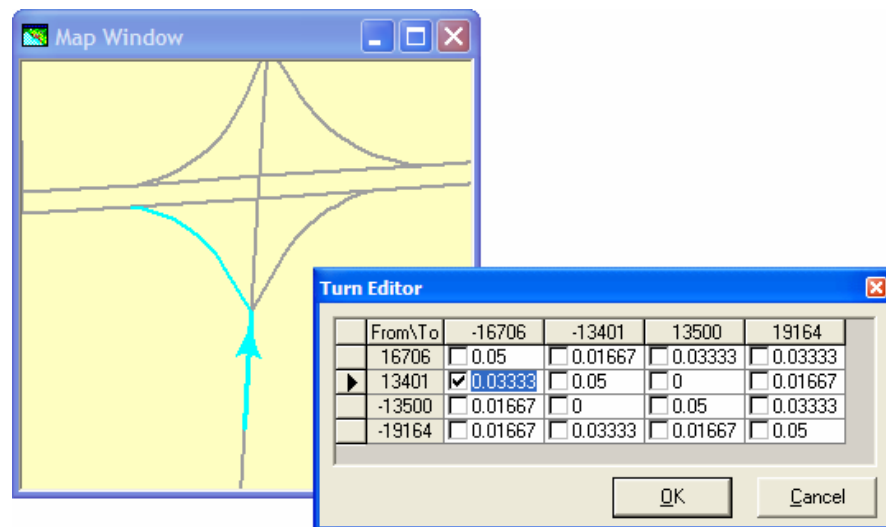 Map Window
Turn Editor
From\To -16706 -13401 13500 19164
16706 0.05 0.01667 0.03333 0.03333
13401 0.03333 0.05 0 0.01667
-13500 0.01667 0 0.05 0.03333
-19164 0.01667 0.03333 0.01667 0.05
OK Cancel